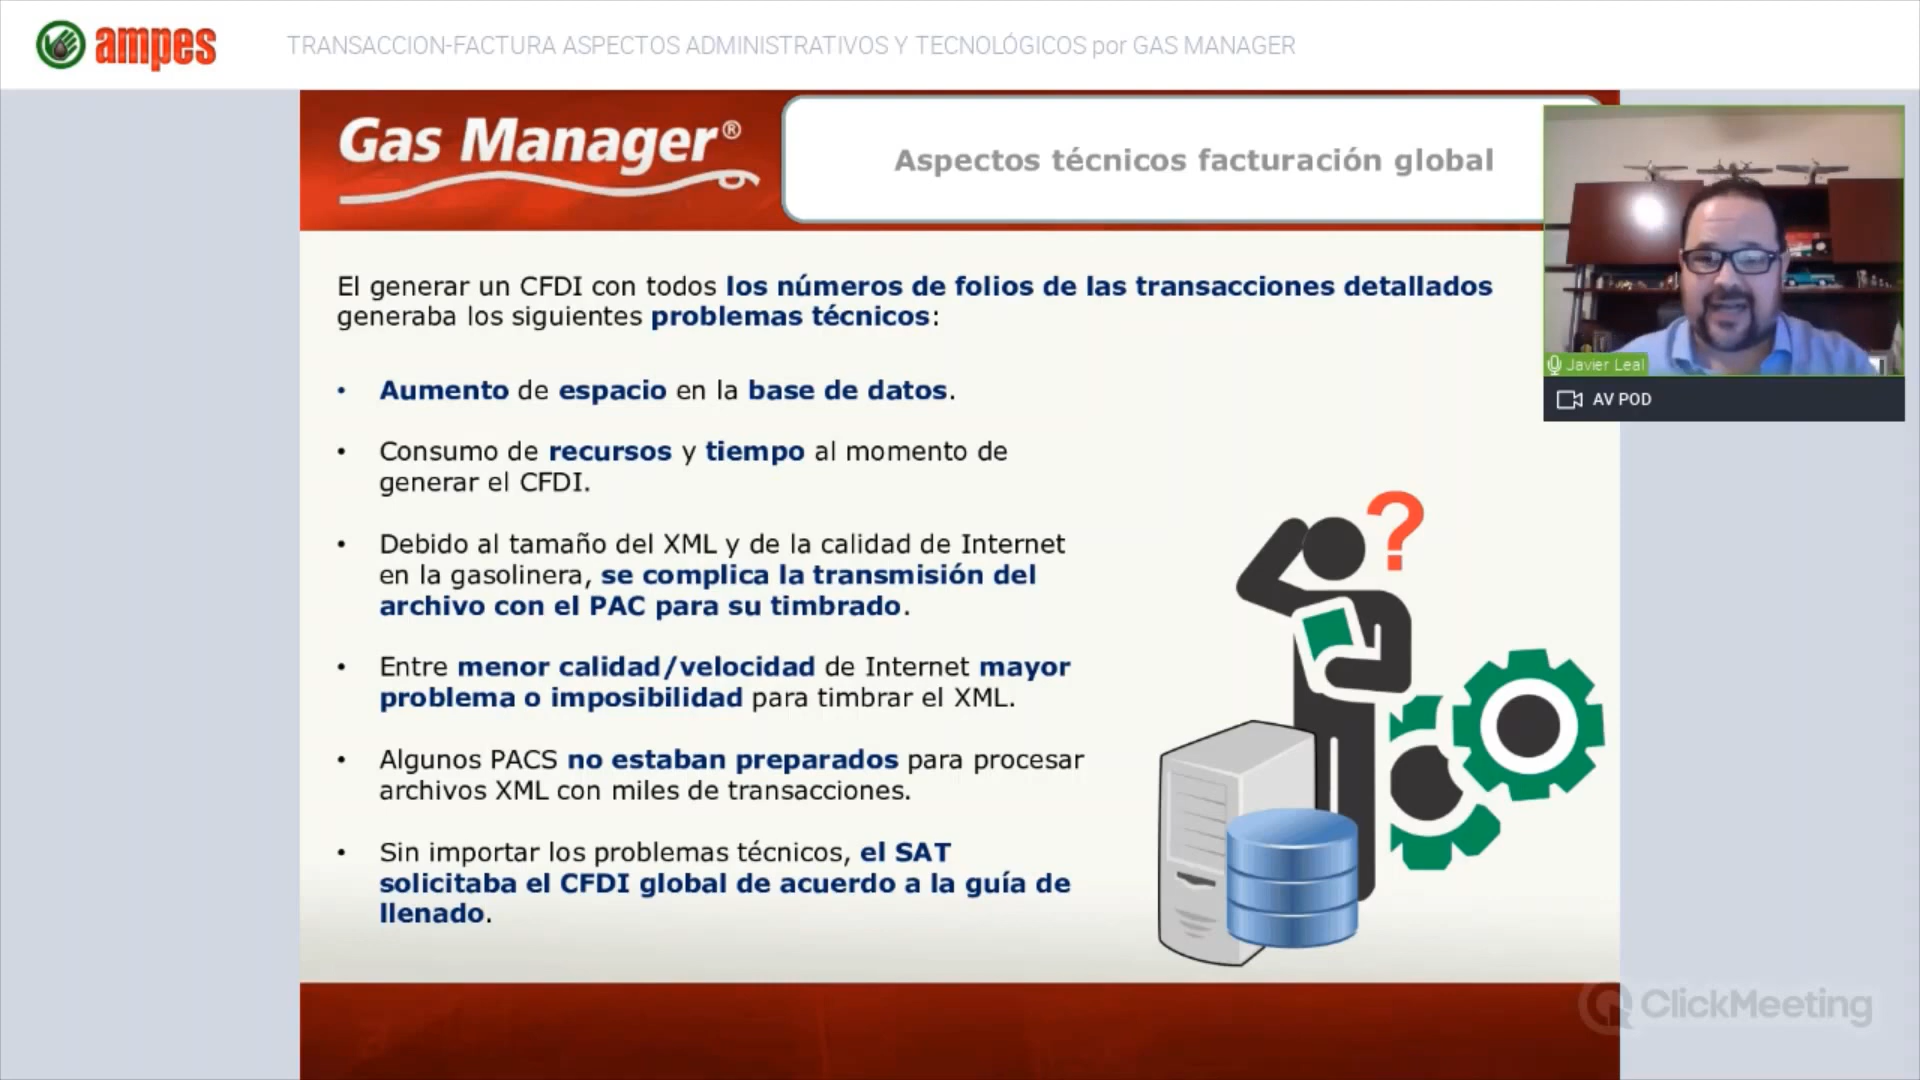 ampes
TRANSACCION-FACTURA ASPECTOS ADMINISTRATIVOS Y TECNOLÓGICOS por GAS MANAGER
Gas Manager®
Aspectos técnicos facturación global
Javier Leal
AV POD
El generar un CFDI con todos los números de folios de las transacciones detallados
generaba los siguientes problemas técnicos:
• Aumento de espacio en la base de datos.
• Consumo de recursos y tiempo al momento de
generar el CFDI.
• Debido al tamaño del XML y de la calidad de Internet
en la gasolinera, se complica la transmisión del
archivo con el PAC para su timbrado.
• Entre menor calidad/velocidad de Internet mayor
problema o imposibilidad para timbrar el XML.
• Algunos PACS no estaban preparados para procesar
archivos XML con miles de transacciones.
• Sin importar los problemas técnicos, el SAT
solicitaba el CFDI global de acuerdo a la guía de
llenado.
?
ClickMeeting